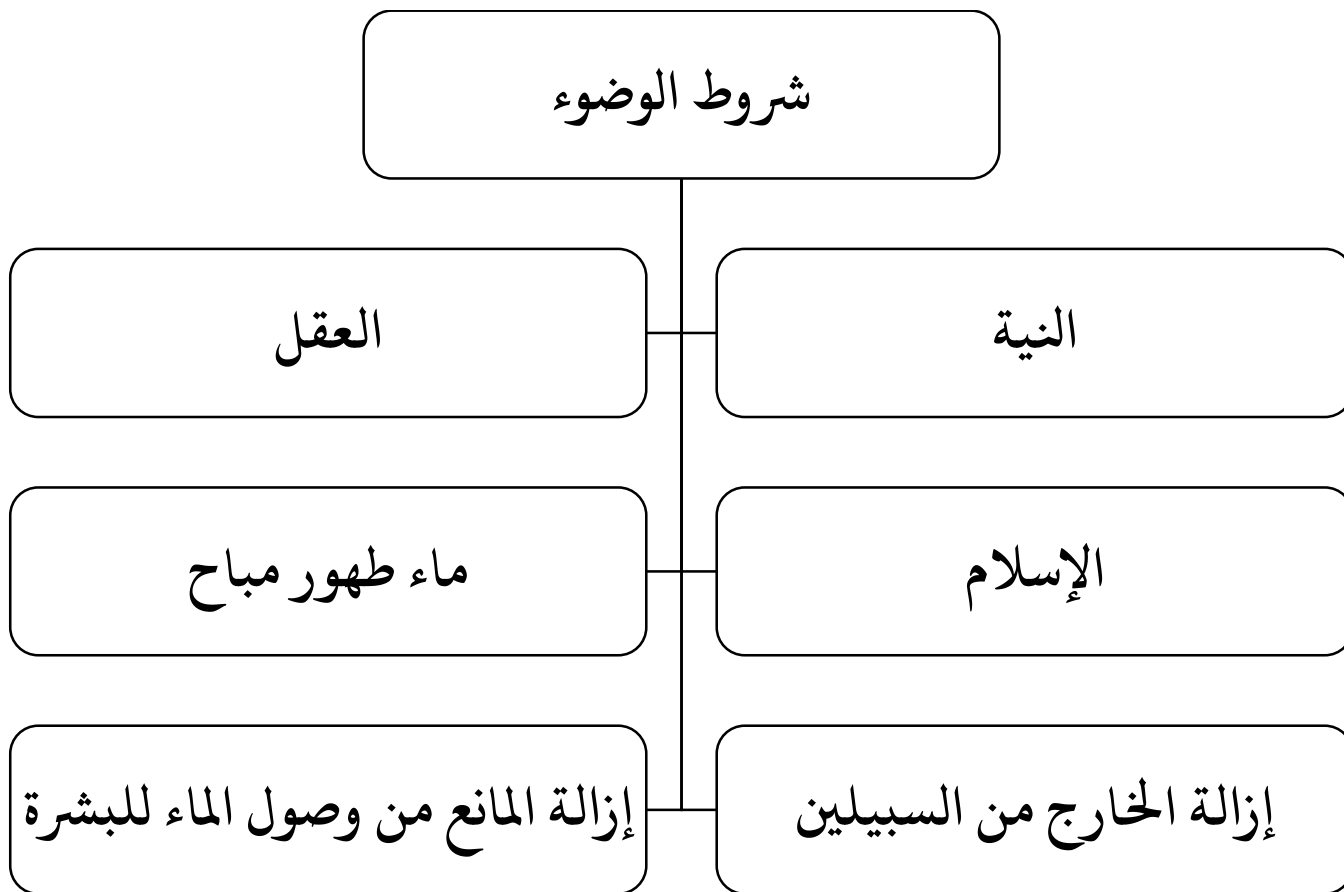 شروط الوضوء
النية
العقل
الإسلام
ماء طهور مباح
إزالة الخارج من السبيلين
إزالة المانع من وصول الماء للبشرة